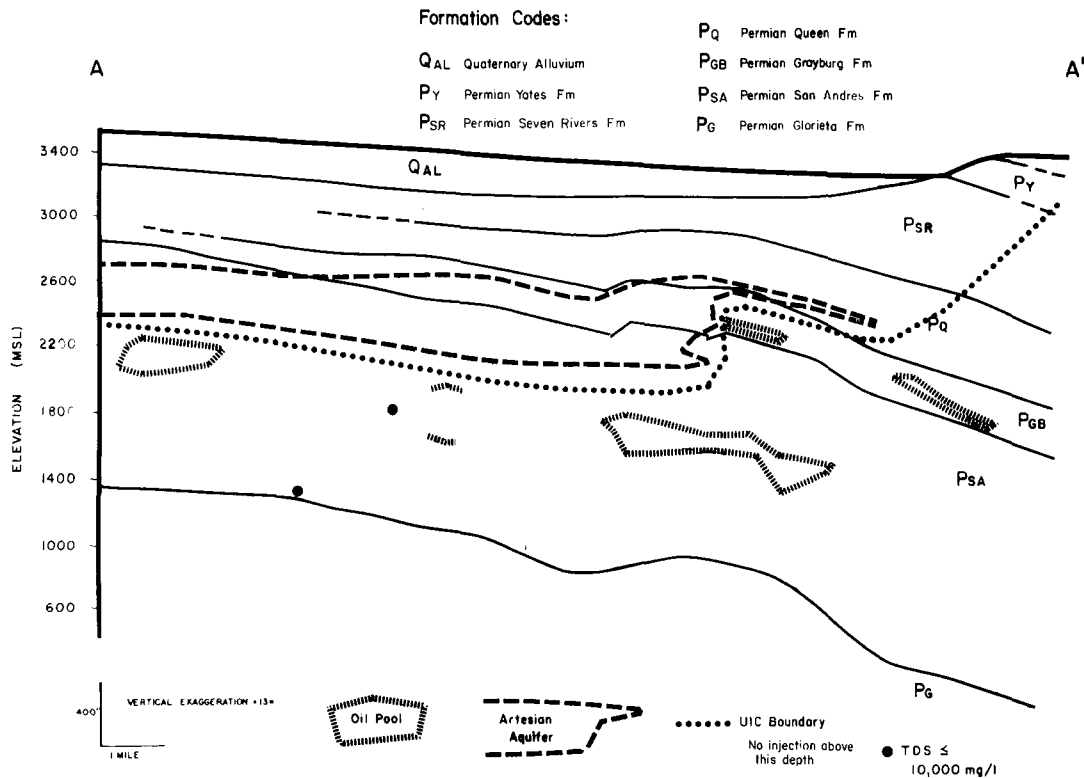 Formation Codes:
QAL Quaternary Alluvium
PY Permian Yates Fm
PSR Permian Seven Rivers Fm
PQ Permian Queen Fm
PGB Permian Grayburg Fm
PSA Permian San Andres Fm
PG Permian Glorieta Fm
A
A'
3400
3000
2600
2200
1800
1400
1000
600
ELEVATION (MSL)
QAL
PY
PSR
PQ
PGB
PSA
PG
400'
1 MILE
VERTICAL EXAGGERATION =13=
Oil Pool
Artesian
Aquifer
UIC Boundary
No injection above
this depth
TDS ≤
10,000 mg/l